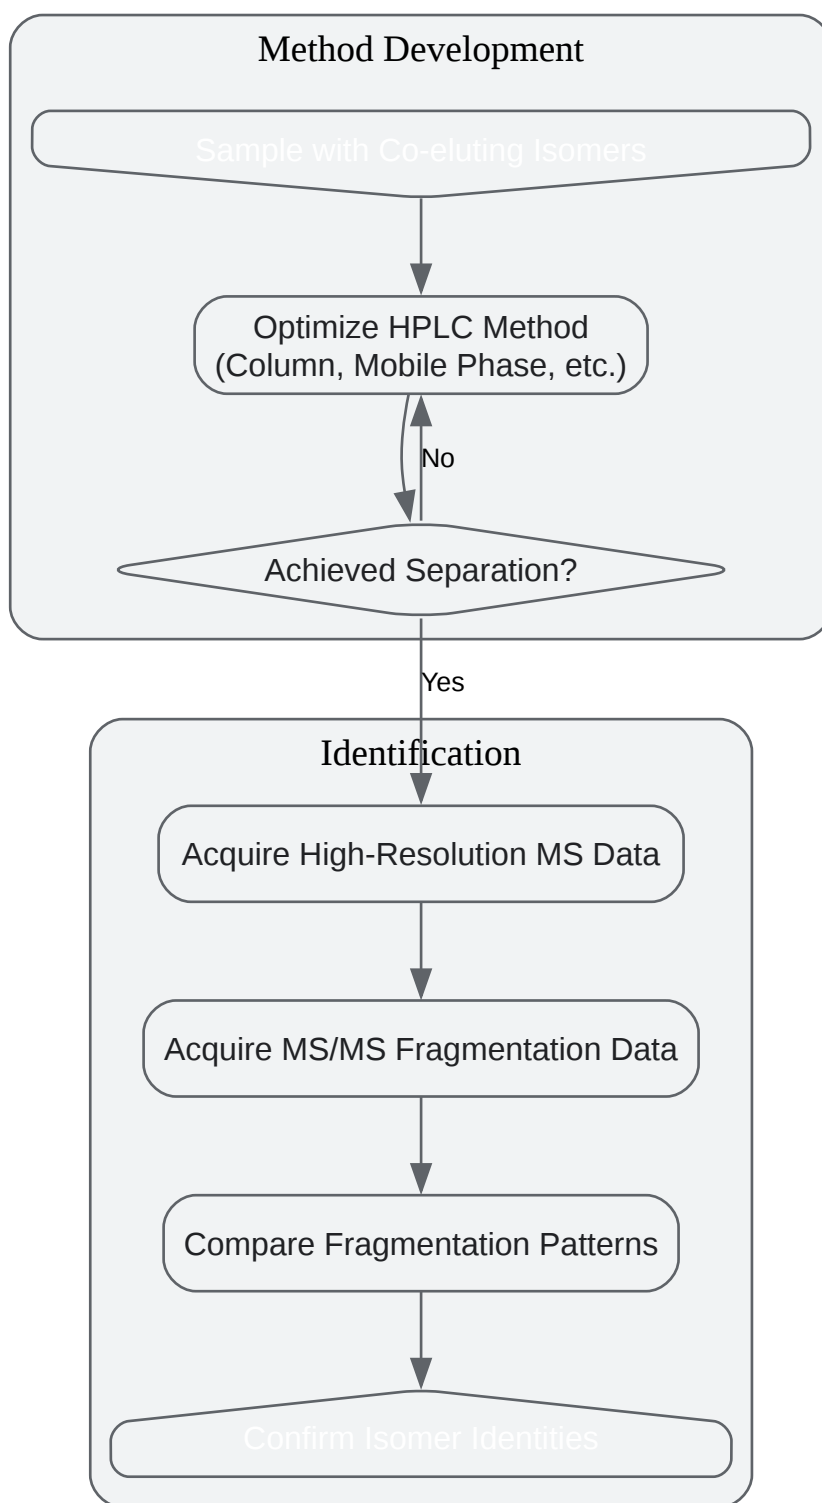 Method Development
Sample with Co-eluting Isomers
Optimize HPLC Method
(Column, Mobile Phase, etc.)
No
Achieved Separation?
Yes
Identification
Acquire High-Resolution MS Data
Acquire MS/MS Fragmentation Data
Compare Fragmentation Patterns
Confirm Isomer Identities